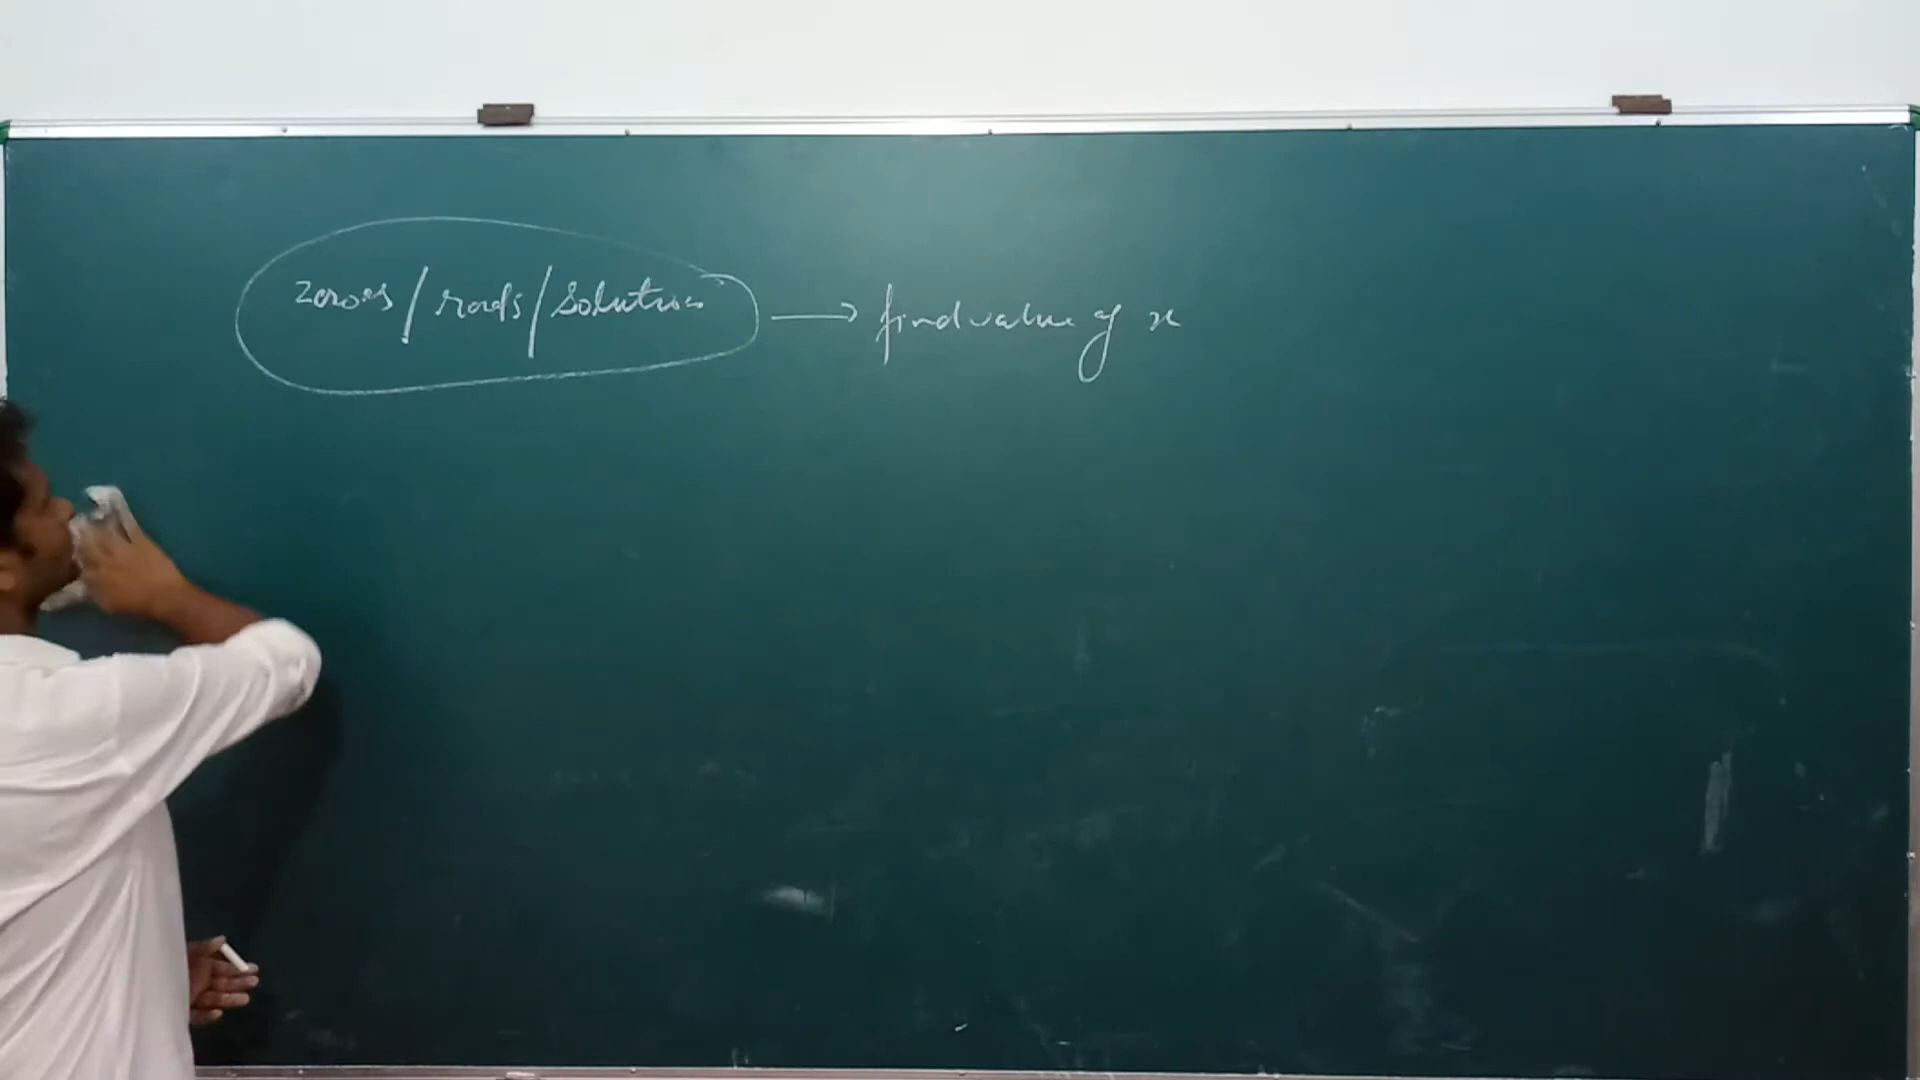 zeroes/roots/solutions → find value of x